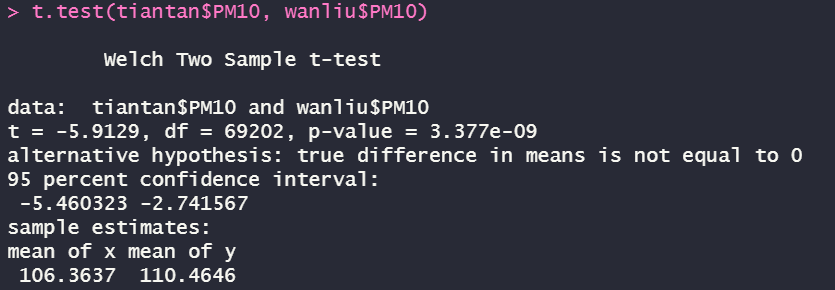 > t.test(tiantan$PM10, wanliu$PM10)
Welch Two Sample t-test
data:  tiantan$PM10 and wanliu$PM10
t = -5.9129, df = 69202, p-value = 3.377e-09
alternative hypothesis: true difference in means is not equal to 0
95 percent confidence interval:
 -5.460323 -2.741567
sample estimates:
mean of x mean of y
 106.3637  110.4646